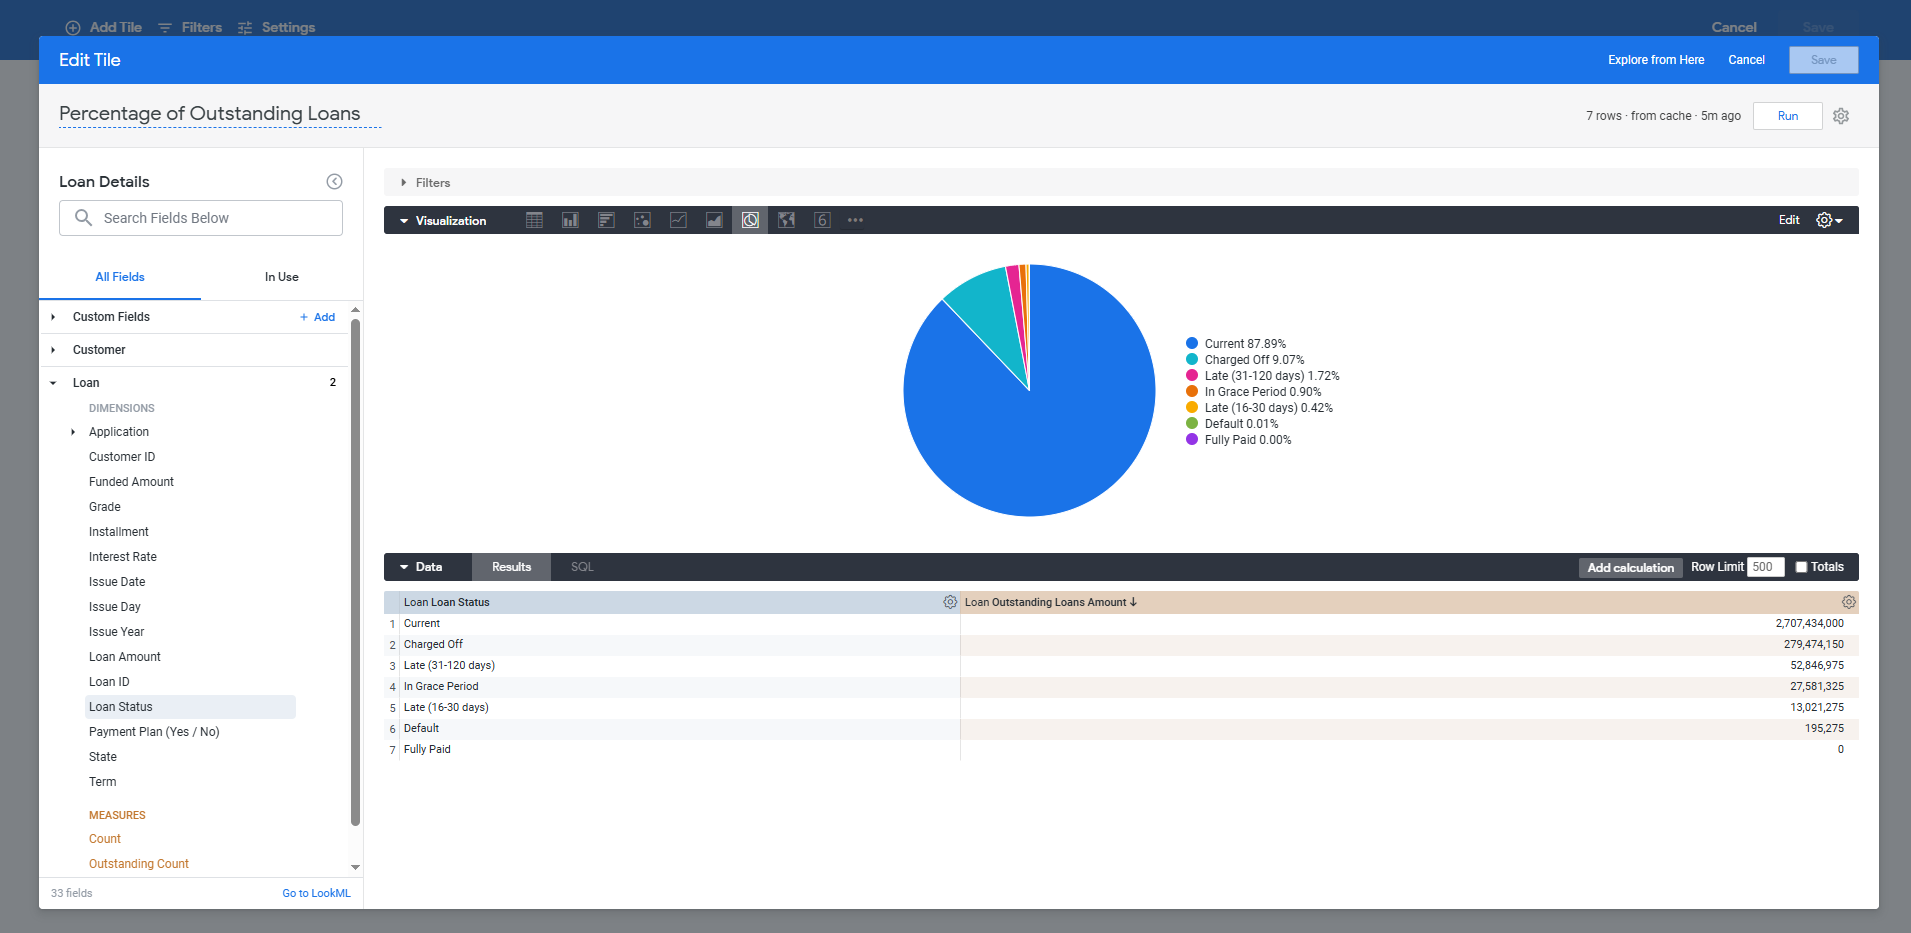 Add Tile Filters Settings Cancel Save
Edit Tile Explore from Here Cancel Save
Percentage of Outstanding Loans 7 rows · from cache · 5m ago Run
Loan Details
Search Fields Below
All Fields In Use
Custom Fields + Add
Customer
Loan 2
DIMENSIONS
Application
Customer ID
Funded Amount
Grade
Installment
Interest Rate
Issue Date
Issue Day
Issue Year
Loan Amount
Loan ID
Loan Status
Payment Plan (Yes / No)
State
Term
MEASURES
Count
Outstanding Count
33 fields Go to LookML
Filters
Visualization 6 ••• Edit
Current 87.89%
Charged Off 9.07%
Late (31-120 days) 1.72%
In Grace Period 0.90%
Late (16-30 days) 0.42%
Default 0.01%
Fully Paid 0.00%
Data Results SQL Add calculation Row Limit 500 Totals
Loan Loan Status Loan Outstanding Loans Amount ↓
1 Current 2,707,434,000
2 Charged Off 279,474,150
3 Late (31-120 days) 52,846,975
4 In Grace Period 27,581,325
5 Late (16-30 days) 13,021,275
6 Default 195,275
7 Fully Paid 0